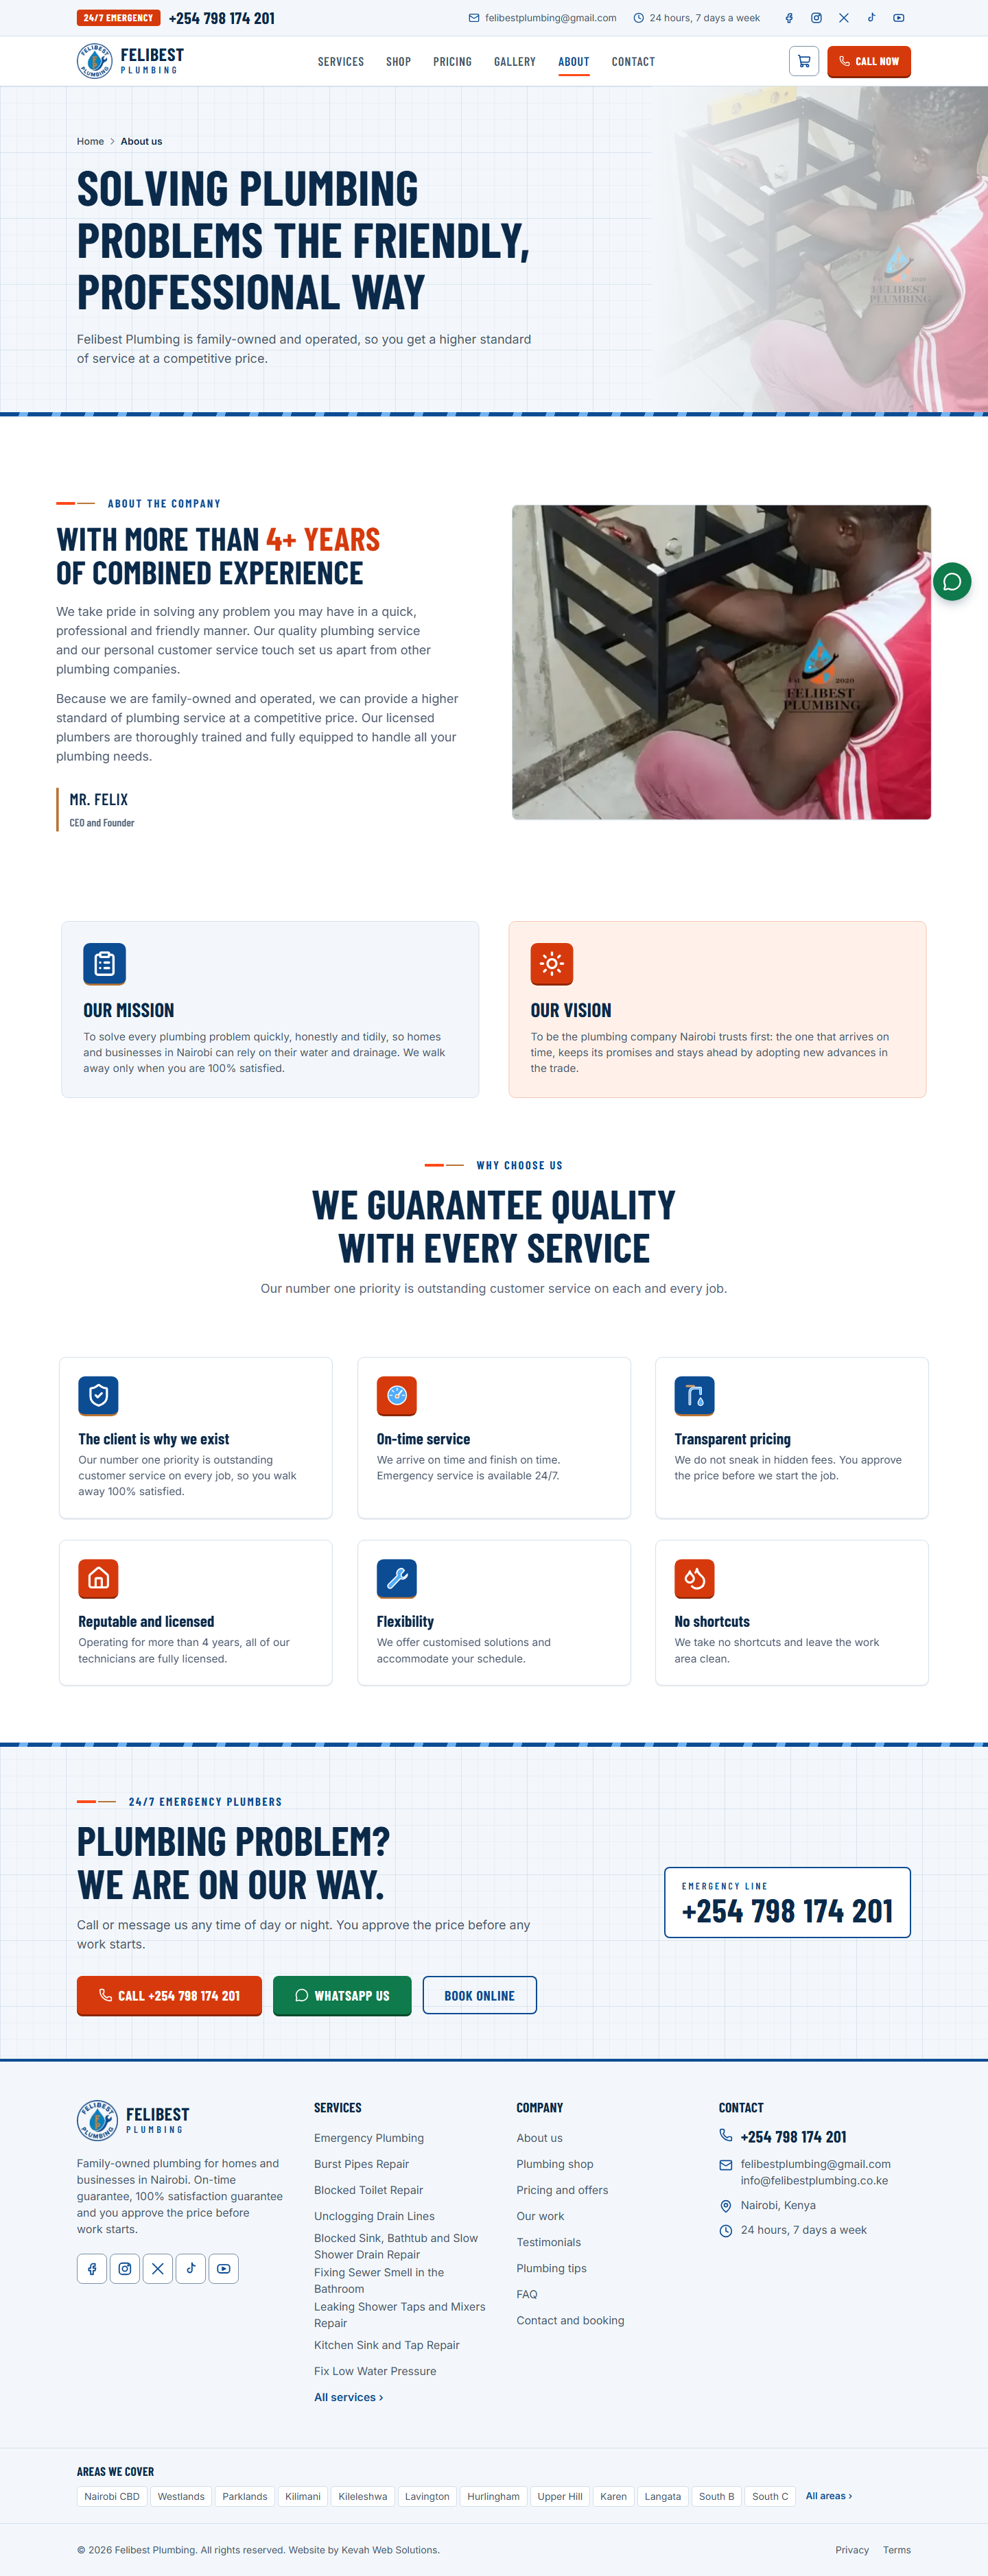 24/7 EMERGENCY +254 798 174 201 felibestplumbing@gmail.com 24 hours, 7 days a week
FELIBEST PLUMBING
FELIBEST
PLUMBING
SERVICES SHOP PRICING GALLERY ABOUT CONTACT
CALL NOW
Home > About us
SOLVING PLUMBING
PROBLEMS THE FRIENDLY,
PROFESSIONAL WAY
Felibest Plumbing is family-owned and operated, so you get a higher standard
of service at a competitive price.
2020
FELIBEST
PLUMBING
ABOUT THE COMPANY
WITH MORE THAN 4+ YEARS
OF COMBINED EXPERIENCE
We take pride in solving any problem you may have in a quick,
professional and friendly manner. Our quality plumbing service
and our personal customer service touch set us apart from other
plumbing companies.
Because we are family-owned and operated, we can provide a higher
standard of plumbing service at a competitive price. Our licensed
plumbers are thoroughly trained and fully equipped to handle all your
plumbing needs.
MR. FELIX
CEO and Founder
2020
FELIBEST
PLUMBING
OUR MISSION
To solve every plumbing problem quickly, honestly and tidily, so homes
and businesses in Nairobi can rely on their water and drainage. We walk
away only when you are 100% satisfied.
OUR VISION
To be the plumbing company Nairobi trusts first: the one that arrives on
time, keeps its promises and stays ahead by adopting new advances in
the trade.
WHY CHOOSE US
WE GUARANTEE QUALITY
WITH EVERY SERVICE
Our number one priority is outstanding customer service on each and every job.
The client is why we exist
Our number one priority is outstanding
customer service on every job, so you walk
away 100% satisfied.
On-time service
We arrive on time and finish on time.
Emergency service is available 24/7.
Transparent pricing
We do not sneak in hidden fees. You approve
the price before we start the job.
Reputable and licensed
Operating for more than 4 years, all of our
technicians are fully licensed.
Flexibility
We offer customised solutions and
accommodate your schedule.
No shortcuts
We take no shortcuts and leave the work
area clean.
24/7 EMERGENCY PLUMBERS
PLUMBING PROBLEM?
WE ARE ON OUR WAY.
Call or message us any time of day or night. You approve the price before any
work starts.
CALL +254 798 174 201 WHATSAPP US BOOK ONLINE
EMERGENCY LINE
+254 798 174 201
FELIBEST PLUMBING
FELIBEST
PLUMBING
Family-owned plumbing for homes and
businesses in Nairobi. On-time
guarantee, 100% satisfaction guarantee
and you approve the price before
work starts.
SERVICES
Emergency Plumbing
Burst Pipes Repair
Blocked Toilet Repair
Unclogging Drain Lines
Blocked Sink, Bathtub and Slow
Shower Drain Repair
Fixing Sewer Smell in the
Bathroom
Leaking Shower Taps and Mixers
Repair
Kitchen Sink and Tap Repair
Fix Low Water Pressure
All services ›
COMPANY
About us
Plumbing shop
Pricing and offers
Our work
Testimonials
Plumbing tips
FAQ
Contact and booking
CONTACT
+254 798 174 201
felibestplumbing@gmail.com
info@felibestplumbing.co.ke
Nairobi, Kenya
24 hours, 7 days a week
AREAS WE COVER
Nairobi CBD Westlands Parklands Kilimani Kileleshwa Lavington Hurlingham Upper Hill Karen Langata South B South C All areas ›
© 2026 Felibest Plumbing. All rights reserved. Website by Kevah Web Solutions. Privacy Terms